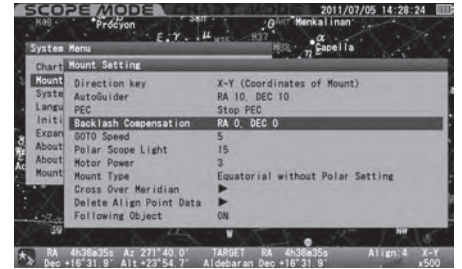 SCOPE MODE 2011/07/05 14:28:24
Procyon Menkalinan
Capella
System Menu
Chart Mount Setting
Mount Direction key X-Y (Coordinates of Mount)
Syste AutoGuider RA 10, DEC 10
Langu PEC Stop PEC
Initi Backlash Compensation RA 0, DEC 0
Expan GOTO Speed 5
About Polar Scope Light 15
About Motor Power 3
Mount Mount Type Equatorial without Polar Setting
Cross Over Meridian ▶
Delete Align Point Data ▶
Following Object ON
W NW
RA 4h36m35s Az 271°40.0' TARGET RA 4h36m35s Align:4 X-Y
Dec +16°31.9' Alt +23°54.7' Aldebaran Dec +16°31.9' x500